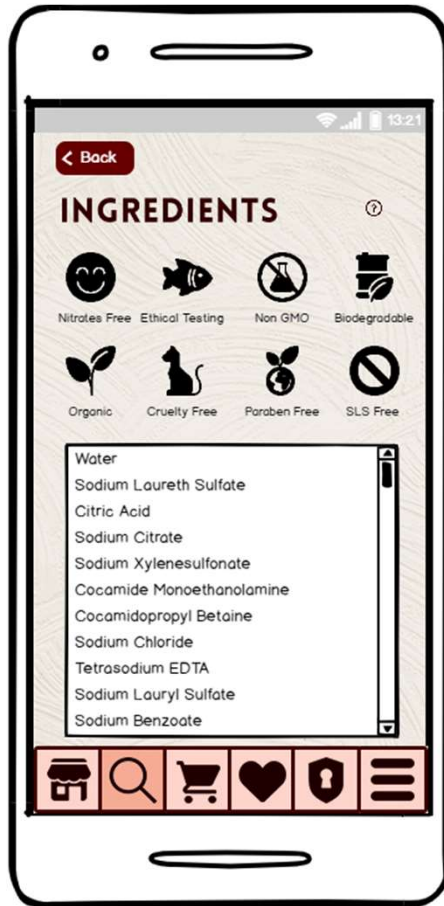 13:21
Back
INGREDIENTS
?
Nitrates Free Ethical Testing Non GMO Biodegradable
Organic Cruelty Free Paraben Free SLS Free
Water
Sodium Laureth Sulfate
Citric Acid
Sodium Citrate
Sodium Xylenesulfonate
Cocamide Monoethanolamine
Cocamidopropyl Betaine
Sodium Chloride
Tetrasodium EDTA
Sodium Lauryl Sulfate
Sodium Benzoate